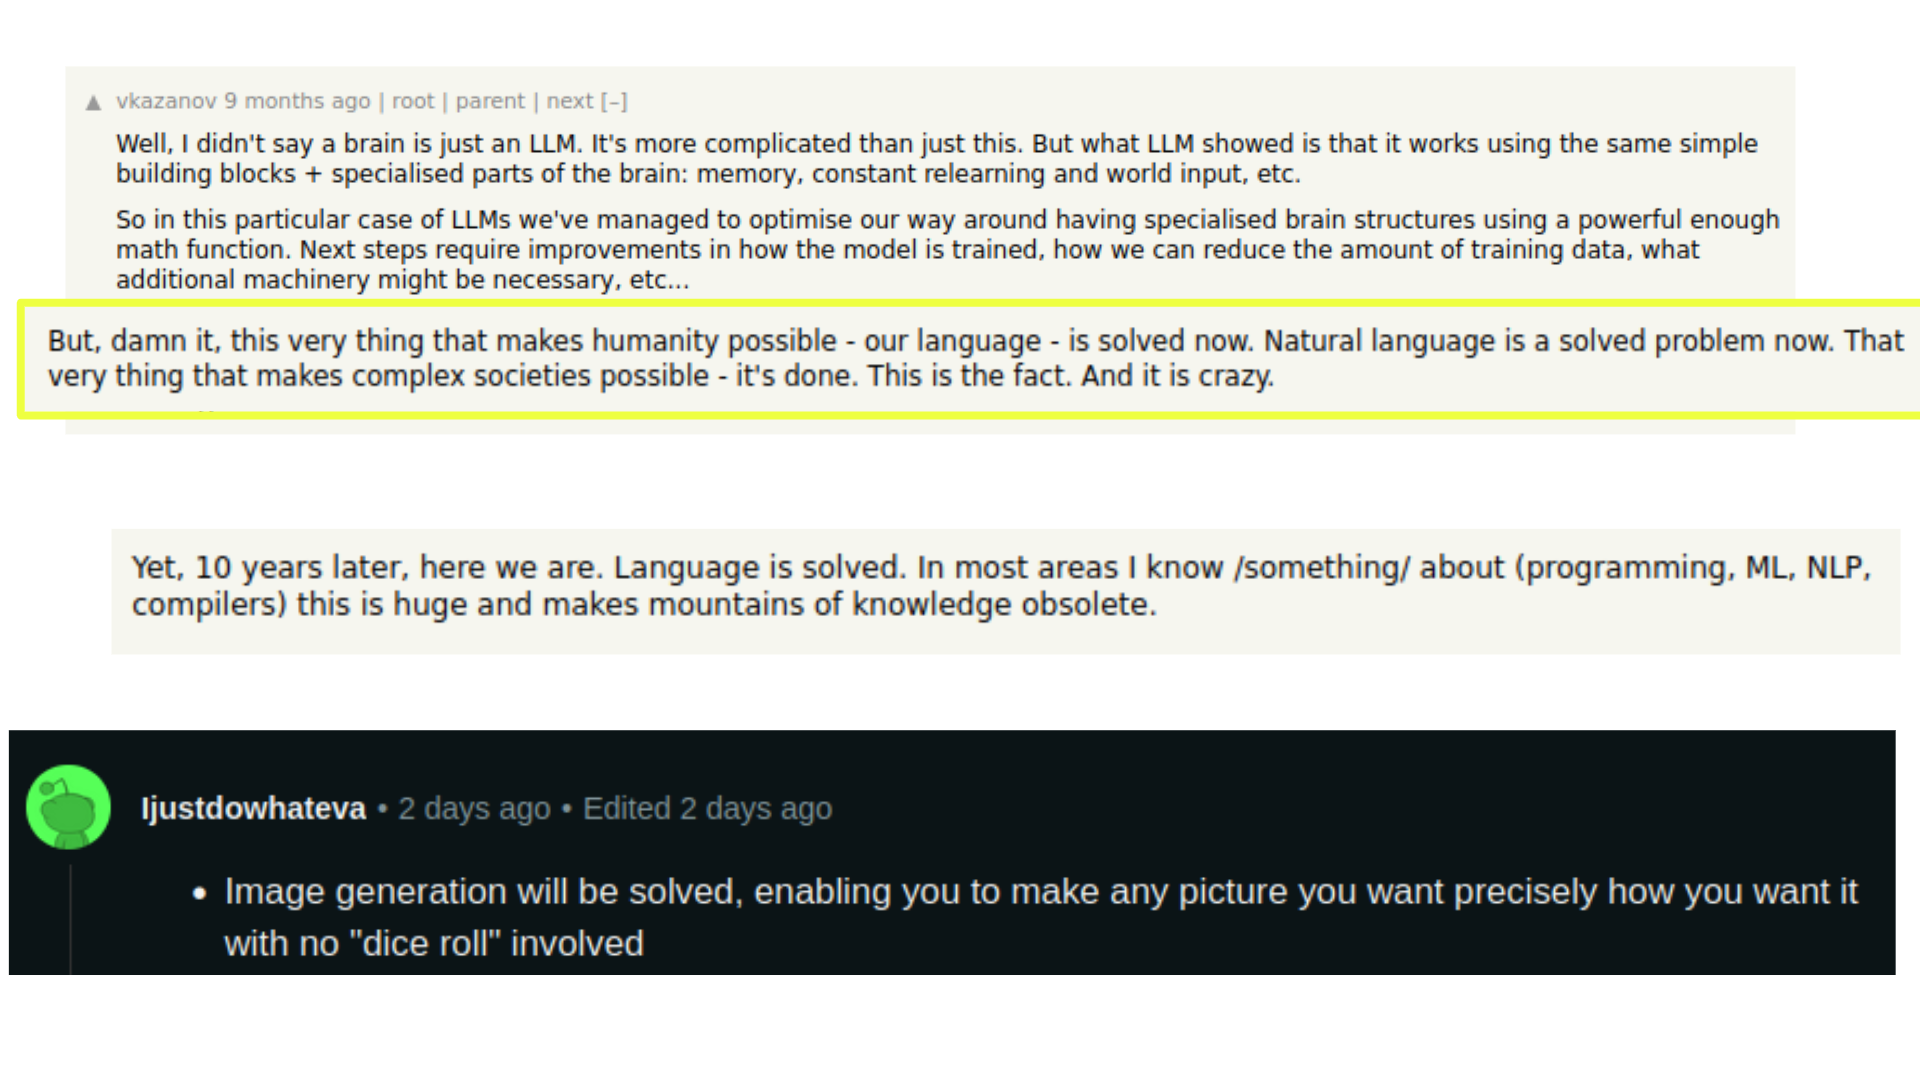 ▲ vkazanov 9 months ago | root | parent | next [–]
Well, I didn't say a brain is just an LLM. It's more complicated than just this. But what LLM showed is that it works using the same simple
building blocks + specialised parts of the brain: memory, constant relearning and world input, etc.
So in this particular case of LLMs we've managed to optimise our way around having specialised brain structures using a powerful enough
math function. Next steps require improvements in how the model is trained, how we can reduce the amount of training data, what
additional machinery might be necessary, etc...
But, damn it, this very thing that makes humanity possible - our language - is solved now. Natural language is a solved problem now. That
very thing that makes complex societies possible - it's done. This is the fact. And it is crazy.
Yet, 10 years later, here we are. Language is solved. In most areas I know /something/ about (programming, ML, NLP,
compilers) this is huge and makes mountains of knowledge obsolete.
Ijustdowhateva • 2 days ago • Edited 2 days ago
• Image generation will be solved, enabling you to make any picture you want precisely how you want it
with no "dice roll" involved